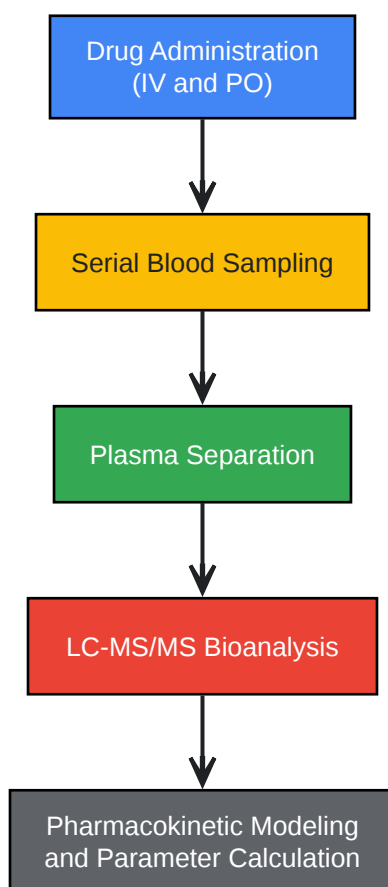 Drug Administration
(IV and PO)
Serial Blood Sampling
Plasma Separation
LC-MS/MS Bioanalysis
Pharmacokinetic Modeling
and Parameter Calculation